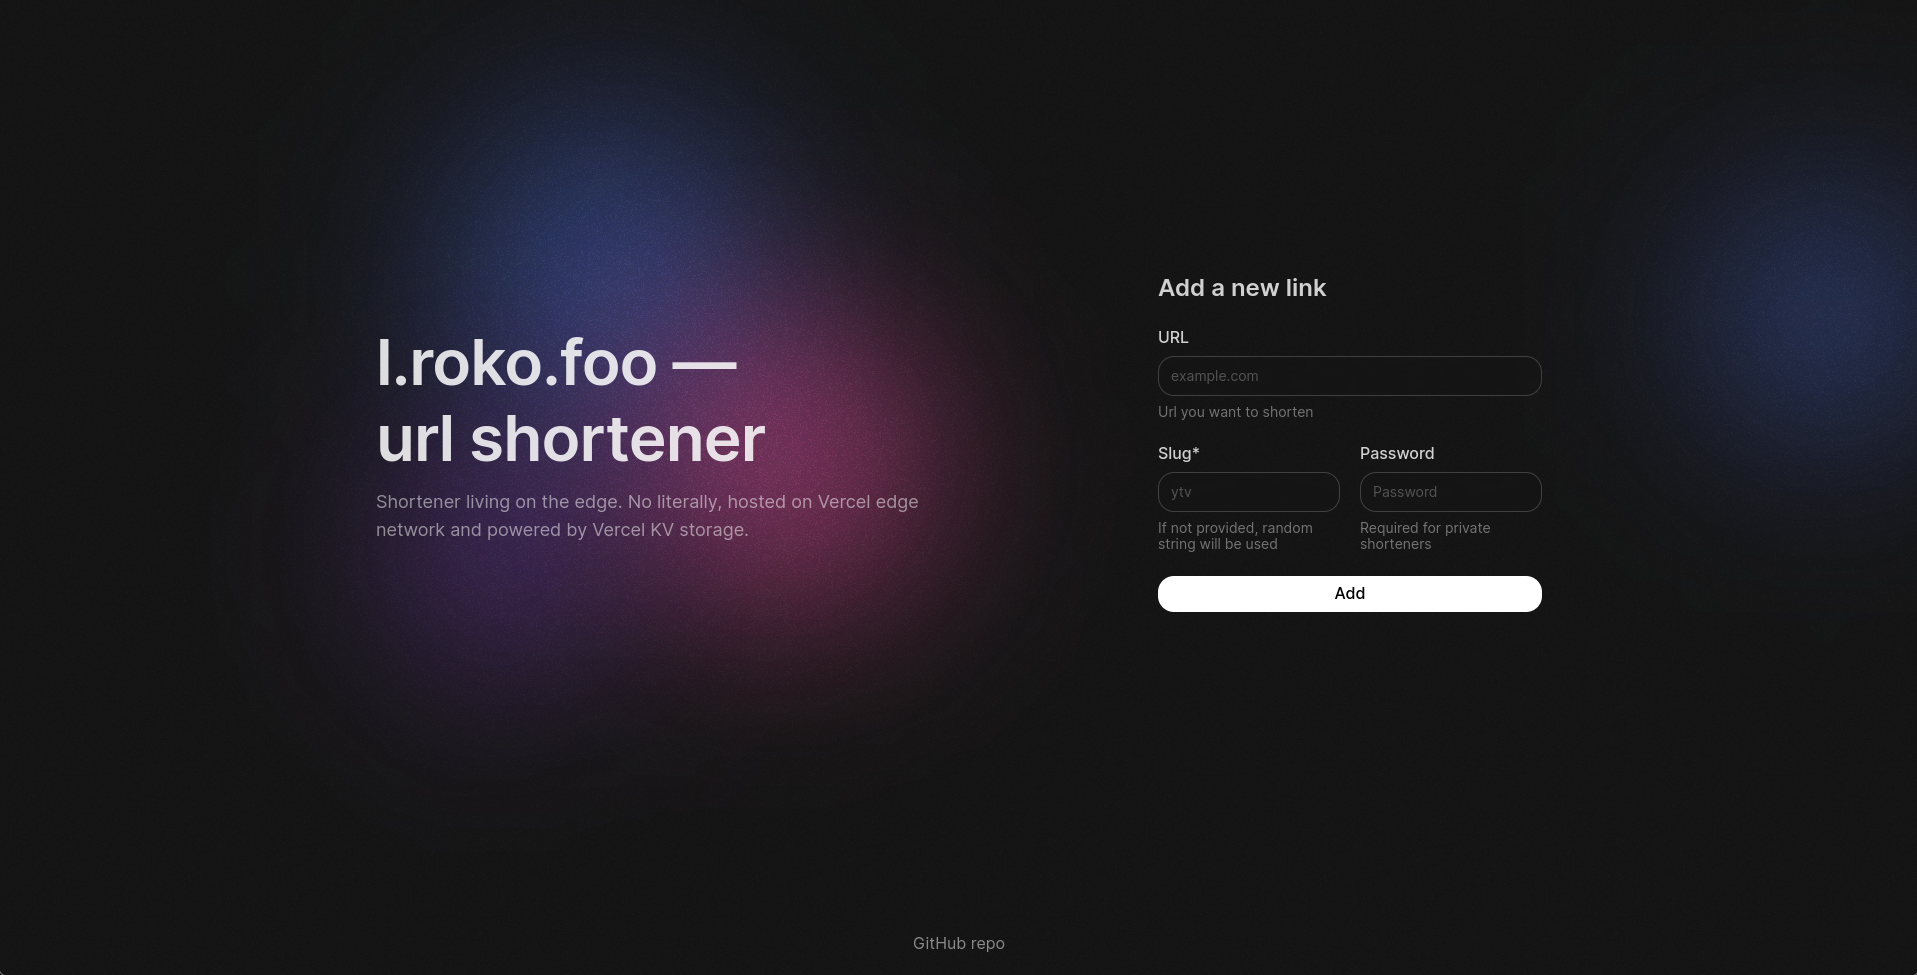 l.roko.foo —
url shortener
Shortener living on the edge. No literally, hosted on Vercel edge
network and powered by Vercel KV storage.
Add a new link
URL
example.com
Url you want to shorten
Slug*
Password
ytv
Password
If not provided, random
string will be used
Required for private
shorteners
Add
GitHub repo